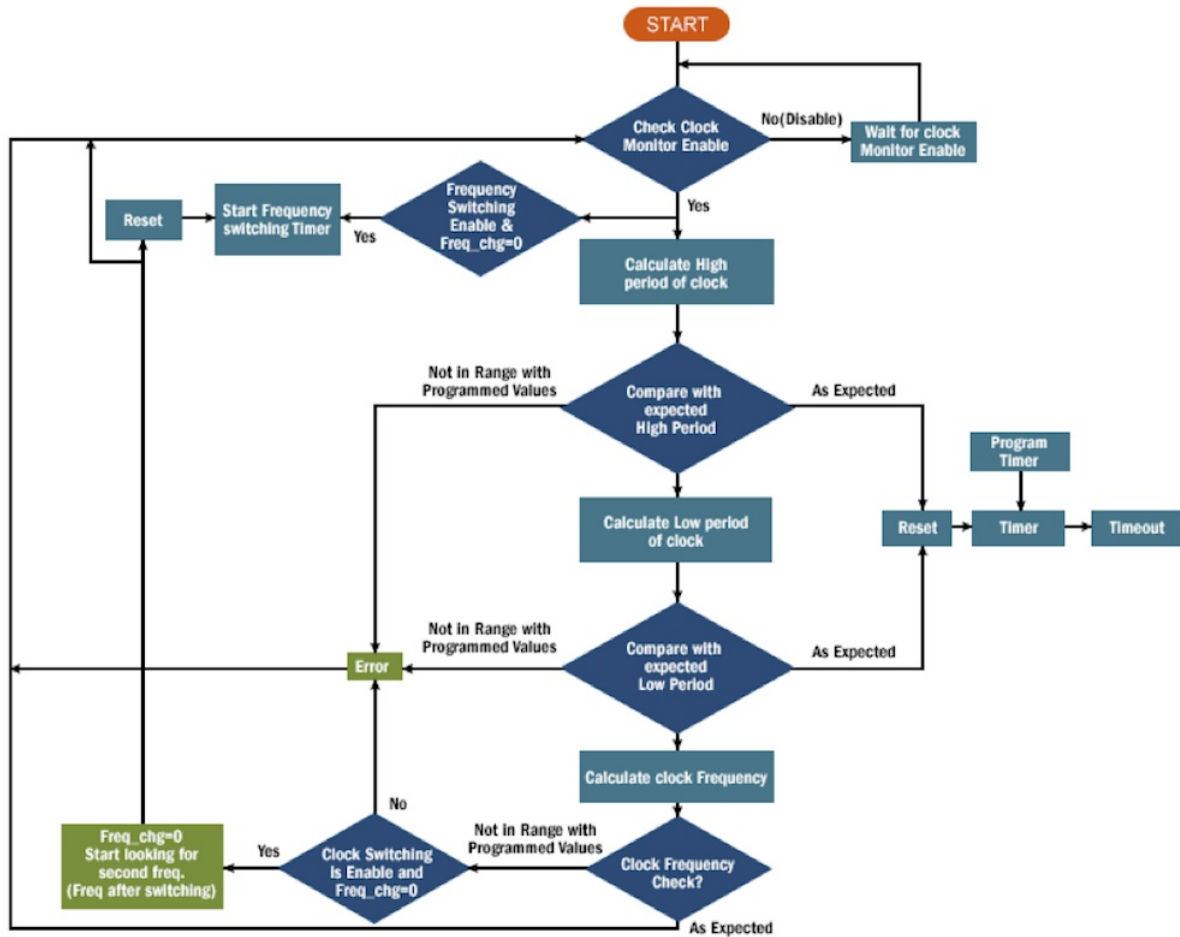 START
Check Clock
Monitor Enable
No(Disable)
Wait for clock
Monitor Enable
Yes
Frequency
Switching
Enable &
Freq_chg=0
Yes
Start Frequency
switching Timer
Reset
Calculate High
period of clock
Not in Range with
Programmed Values
Compare with
expected
High Period
As Expected
Program
Timer
Calculate Low period
of clock
Reset
Timer
Timeout
Not in Range with
Programmed Values
Compare with
expected
Low Period
As Expected
Error
Calculate clock Frequency
No
Not in Range with
Programmed Values
Clock Frequency
Check?
Clock Switching
is Enable and
Freq_chg=0
Yes
Freq_chg=0
Start looking for
second freq.
(Freq after switching)
As Expected